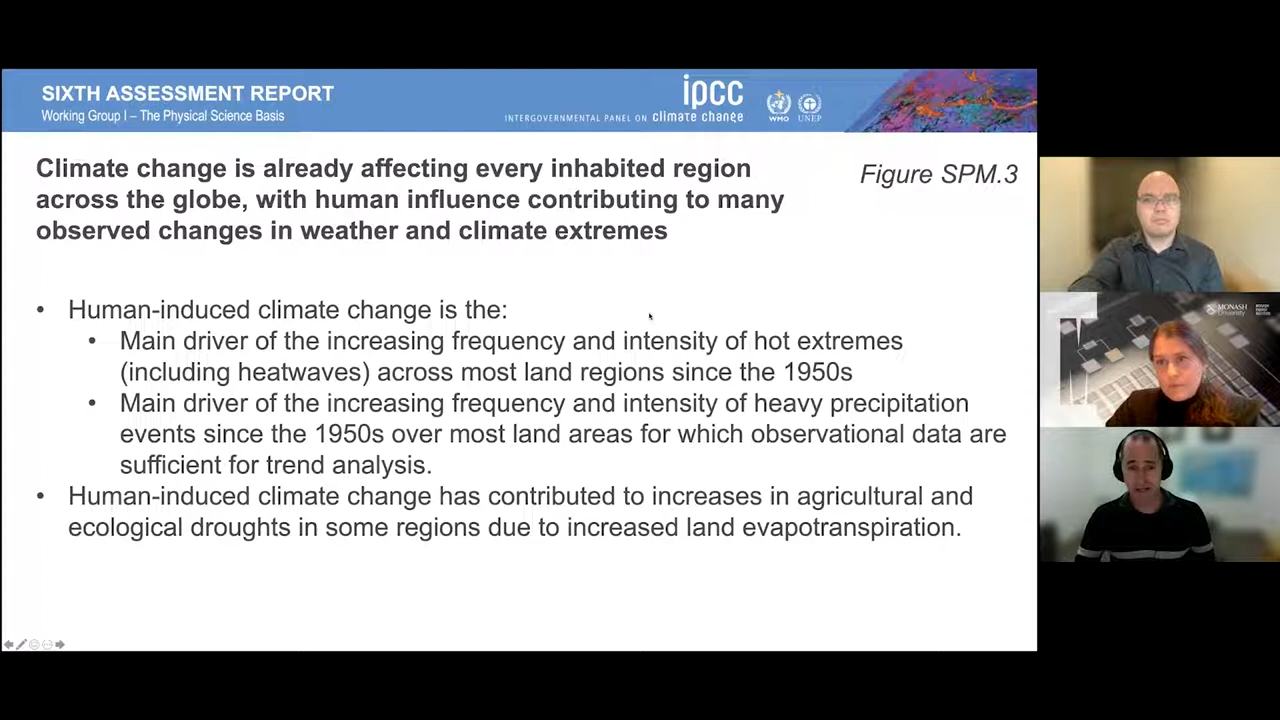 SIXTH ASSESSMENT REPORT
Working Group I – The Physical Science Basis
ipcc
INTERGOVERNMENTAL PANEL ON climate change
WMO
UNEP
Climate change is already affecting every inhabited region
across the globe, with human influence contributing to many
observed changes in weather and climate extremes
Figure SPM.3
• Human-induced climate change is the:
• Main driver of the increasing frequency and intensity of hot extremes
(including heatwaves) across most land regions since the 1950s
• Main driver of the increasing frequency and intensity of heavy precipitation
events since the 1950s over most land areas for which observational data are
sufficient for trend analysis.
• Human-induced climate change has contributed to increases in agricultural and
ecological droughts in some regions due to increased land evapotranspiration.
MONASH
University